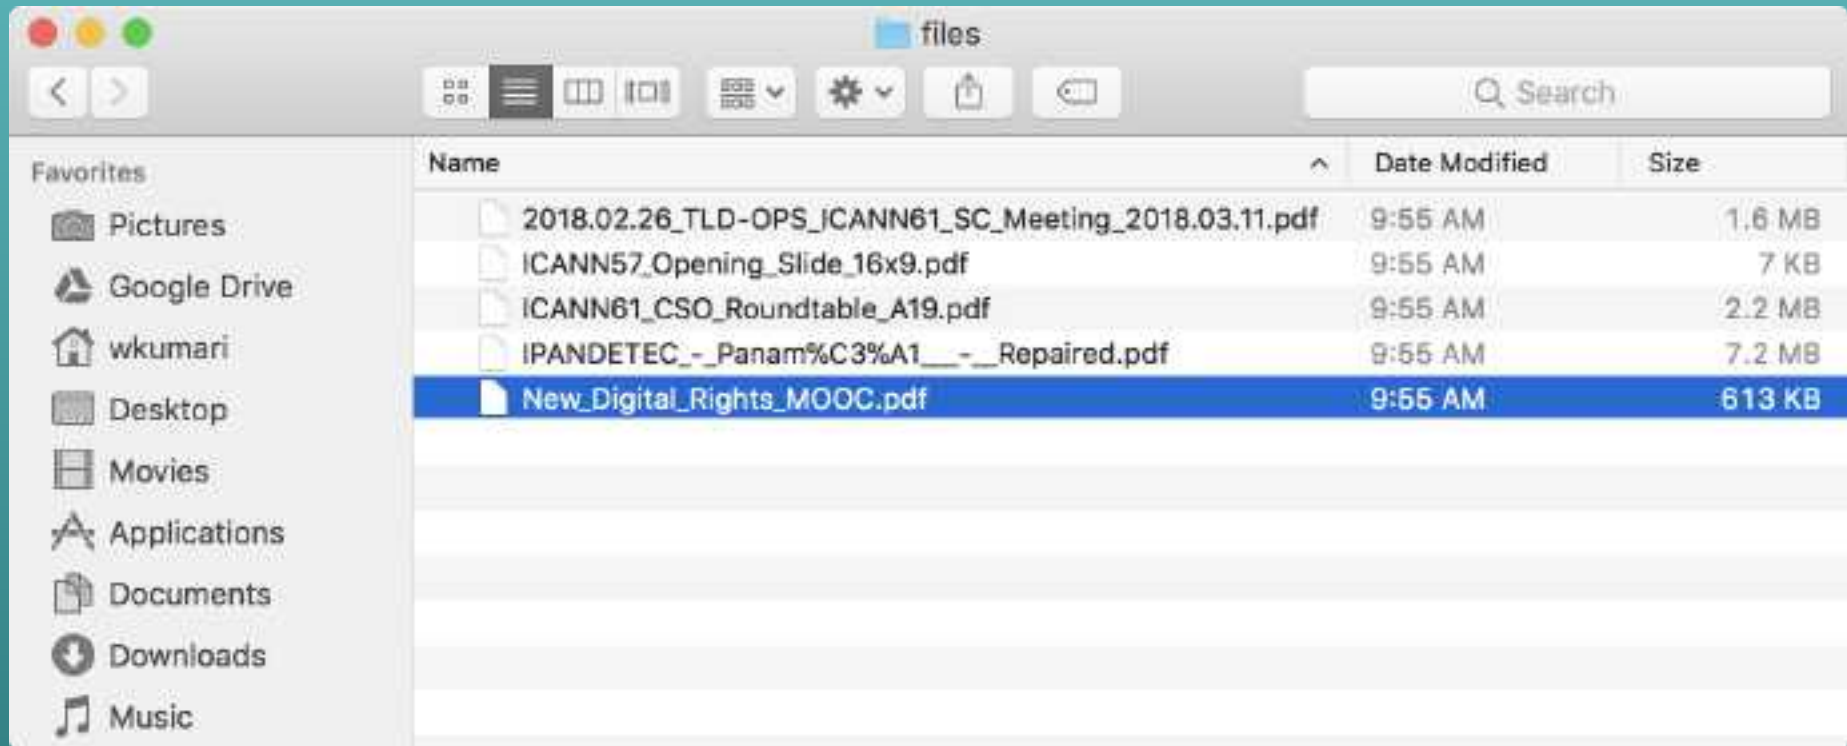 files
Search
Favorites
Pictures
Google Drive
wkumari
Desktop
Movies
Applications
Documents
Downloads
Music
Name Date Modified Size
2018.02.26_TLD-OPS_ICANN61_SC_Meeting_2018.03.11.pdf 9:55 AM 1.6 MB
ICANN57_Opening_Slide_16x9.pdf 9:55 AM 7 KB
ICANN61_CSO_Roundtable_A19.pdf 9:55 AM 2.2 MB
IPANDETEC_-_Panam%C3%A1___-__Repaired.pdf 9:55 AM 7.2 MB
New_Digital_Rights_MOOC.pdf 9:55 AM 613 KB